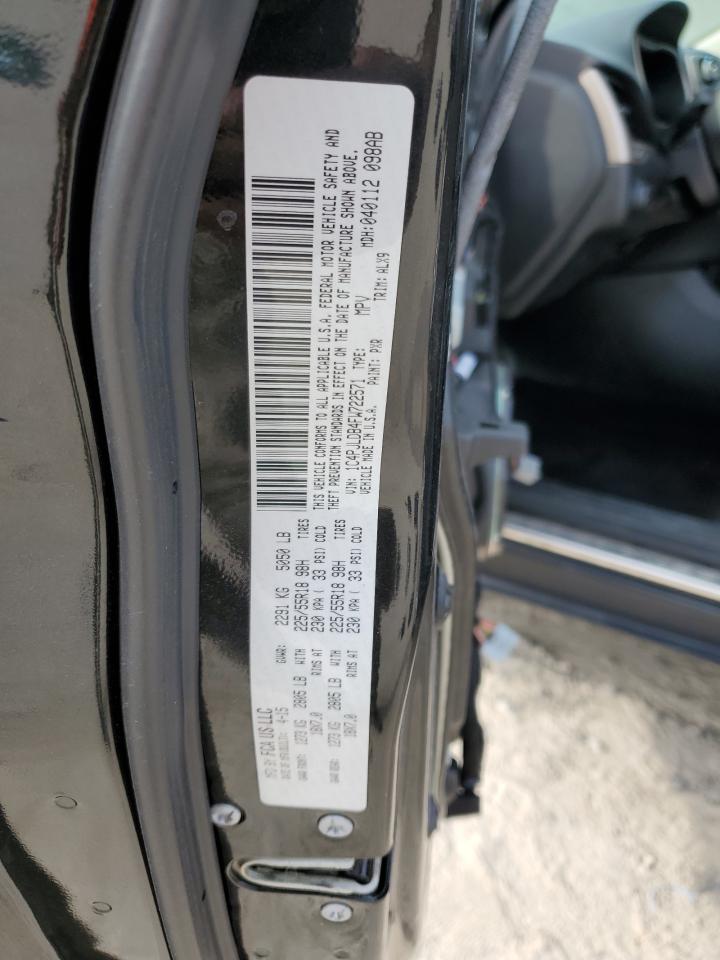 MFD BY: FCA US LLC
DATE OF MFR: 4-15 GVWR: 2291 KG 5050 LB
GAWR FRONT: 1273 KG 2805 LB WITH 225/55R18 98H TIRES
18X7.0 RIMS AT 230 KPA ( 33 PSI) COLD
GAWR REAR: 1273 KG 2805 LB WITH 225/55R18 98H TIRES
18X7.0 RIMS AT 230 KPA ( 33 PSI) COLD
THIS VEHICLE CONFORMS TO ALL APPLICABLE U.S.A. FEDERAL MOTOR VEHICLE SAFETY AND
THEFT PREVENTION STANDARDS IN EFFECT ON THE DATE OF MANUFACTURE SHOWN ABOVE.
VIN: 1C4PJLDB4FW722571 TYPE: MPV MDH:040112 098AB
VEHICLE MADE IN U.S.A. PAINT: PXR TRIM: ALX9